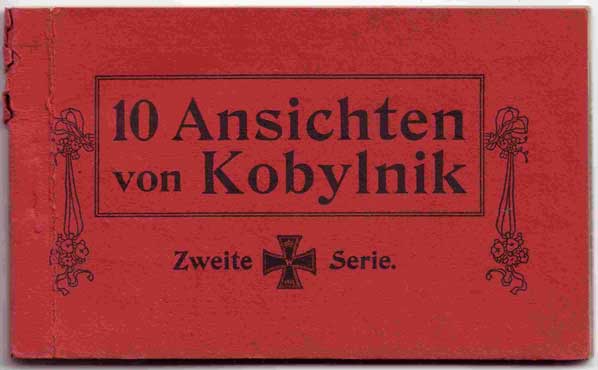 10 Ansichten
von Kobylnik
Zweite Serie.